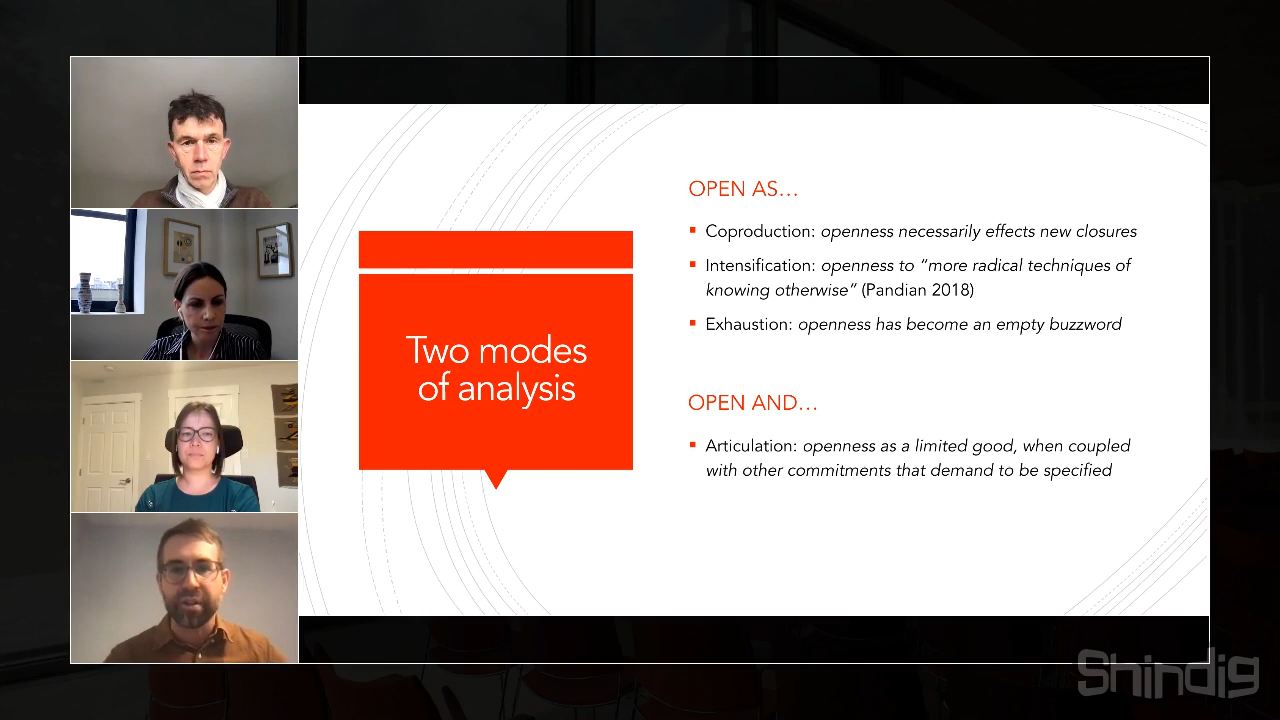 Two modes
of analysis
OPEN AS…
Coproduction: openness necessarily effects new closures
Intensification: openness to “more radical techniques of
knowing otherwise” (Pandian 2018)
Exhaustion: openness has become an empty buzzword
OPEN AND…
Articulation: openness as a limited good, when coupled
with other commitments that demand to be specified
Shindig